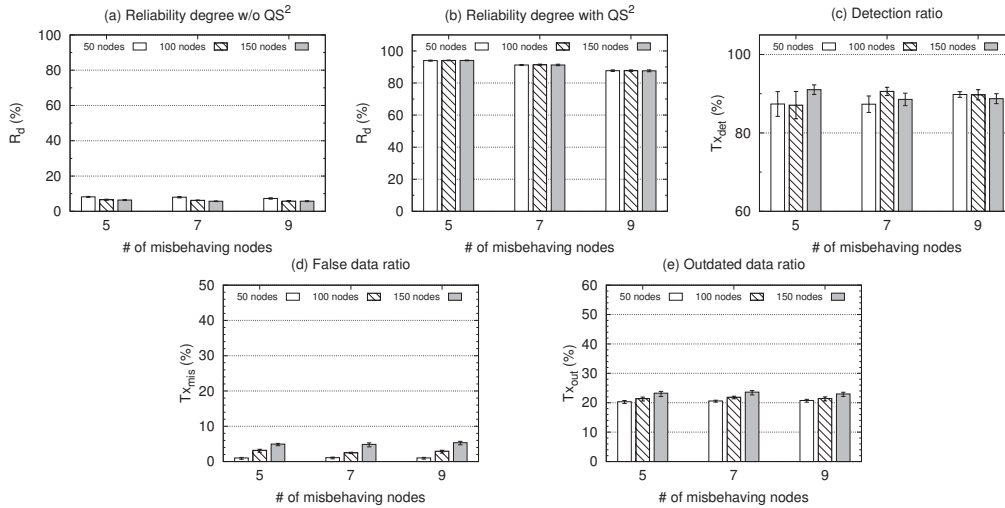 (a) Reliability degree w/o QS²
50 nodes 100 nodes 150 nodes
100
80
60
40
20
0
R_d (%)
5 7 9
# of misbehaving nodes
(b) Reliability degree with QS²
50 nodes 100 nodes 150 nodes
100
80
60
40
20
0
R_d (%)
5 7 9
# of misbehaving nodes
(c) Detection ratio
50 nodes 100 nodes 150 nodes
100
80
60
Tx_det (%)
5 7 9
# of misbehaving nodes
(d) False data ratio
50 nodes 100 nodes 150 nodes
50
40
30
20
10
0
Tx_mis (%)
5 7 9
# of misbehaving nodes
(e) Outdated data ratio
50 nodes 100 nodes 150 nodes
60
50
40
30
20
10
0
Tx_out (%)
5 7 9
# of misbehaving nodes